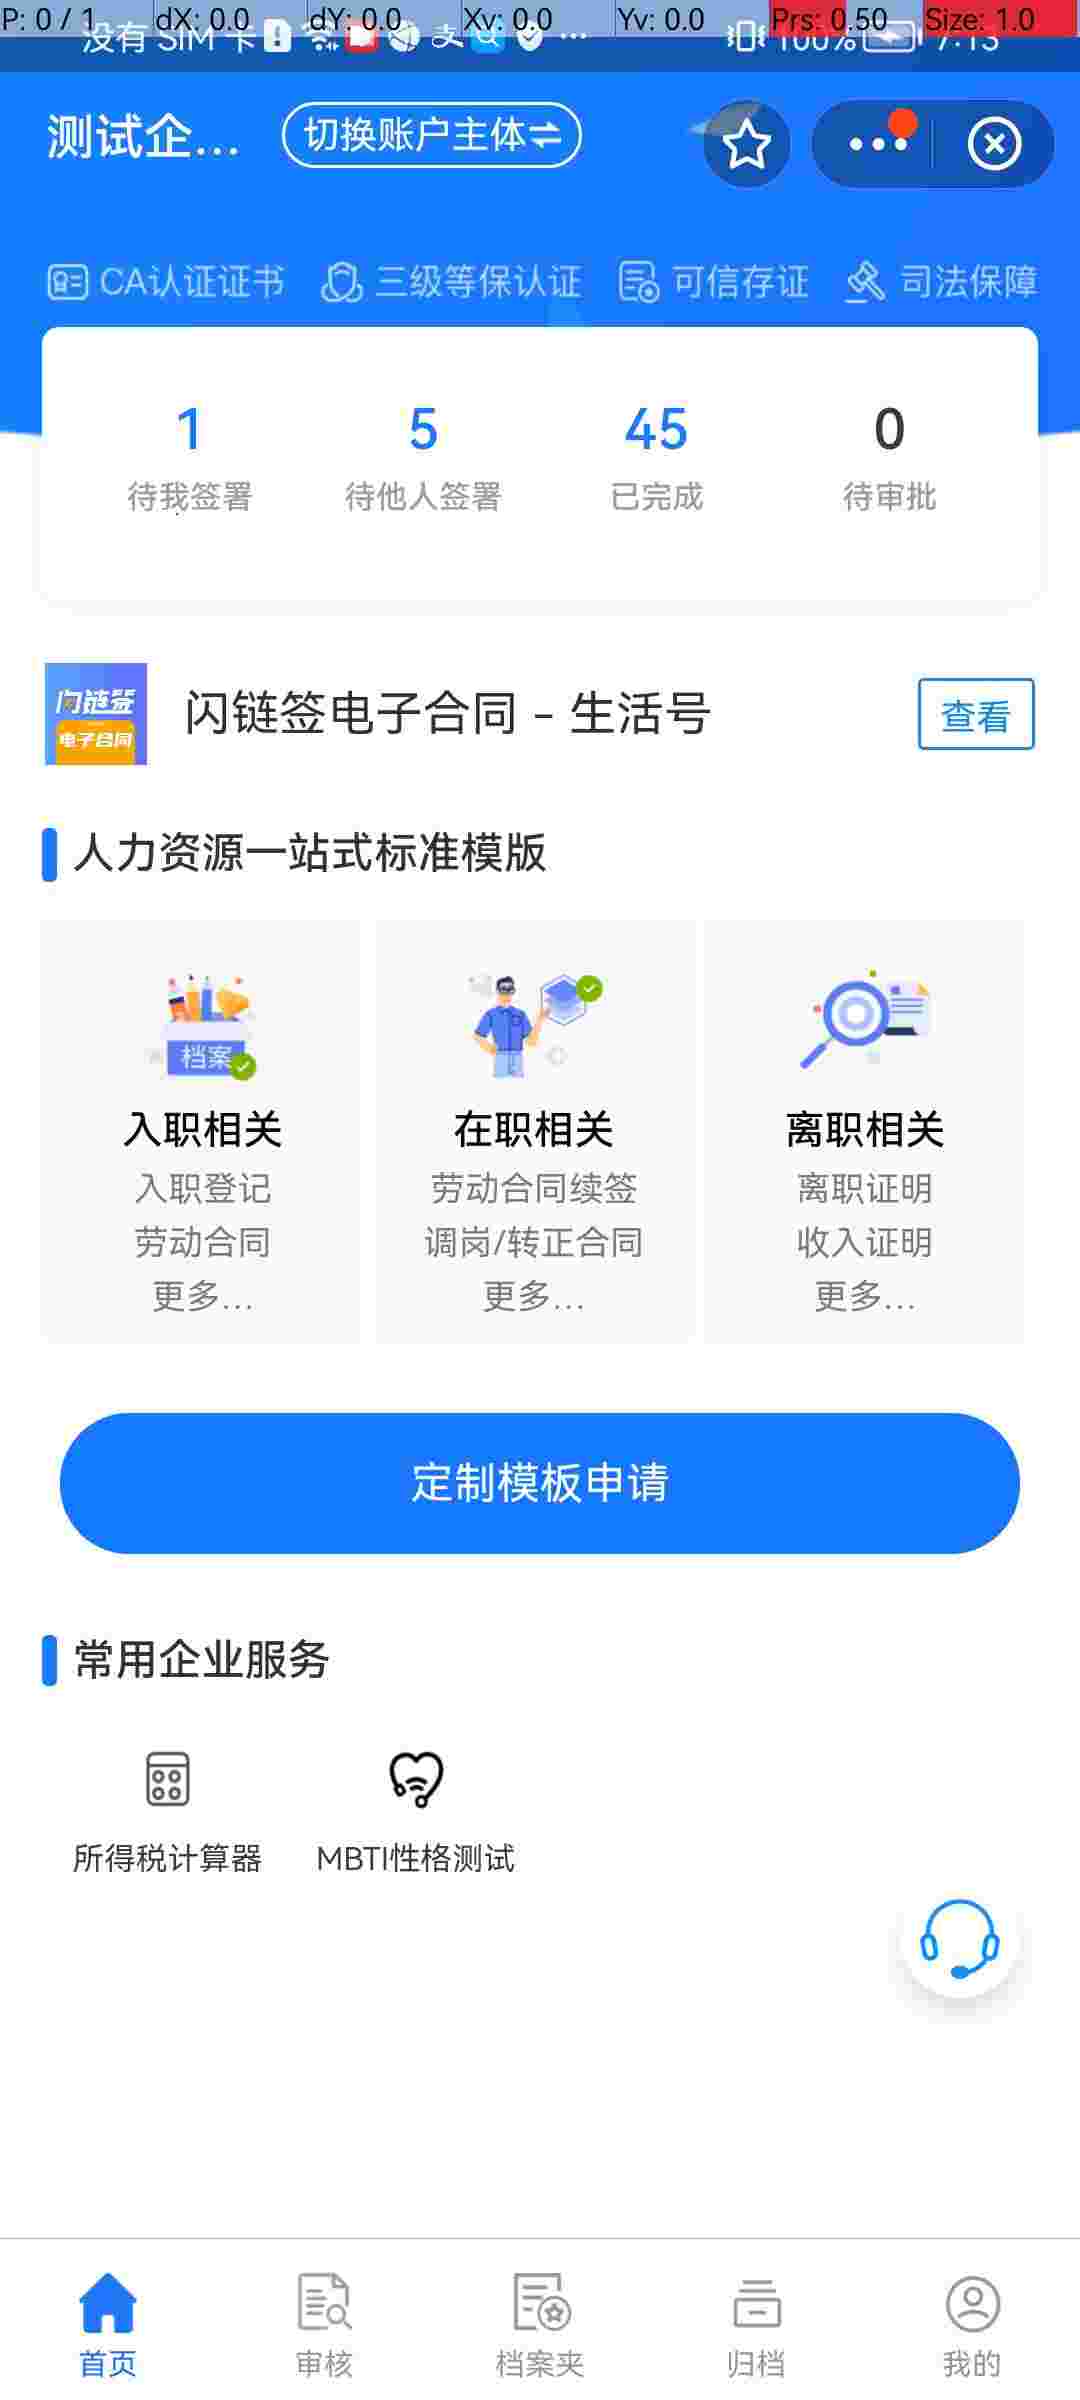 P: 0 / 1 dX: 0.0 dY: 0.0 Xv: 0.0 Yv: 0.0 Prs: 0.50 Size: 1.0
没有 SIM 卡 100% 7:13
测试企... 切换账户主体
CA认证证书 三级等保认证 可信存证 司法保障
1 5 45 0
待我签署 待他人签署 已完成 待审批
闪链签
电子合同
闪链签电子合同 - 生活号 查看
人力资源一站式标准模版
档案
入职相关 在职相关 离职相关
入职登记 劳动合同续签 离职证明
劳动合同 调岗/转正合同 收入证明
更多... 更多... 更多...
定制模板申请
常用企业服务
所得税计算器 MBTI性格测试
首页 审核 档案夹 归档 我的